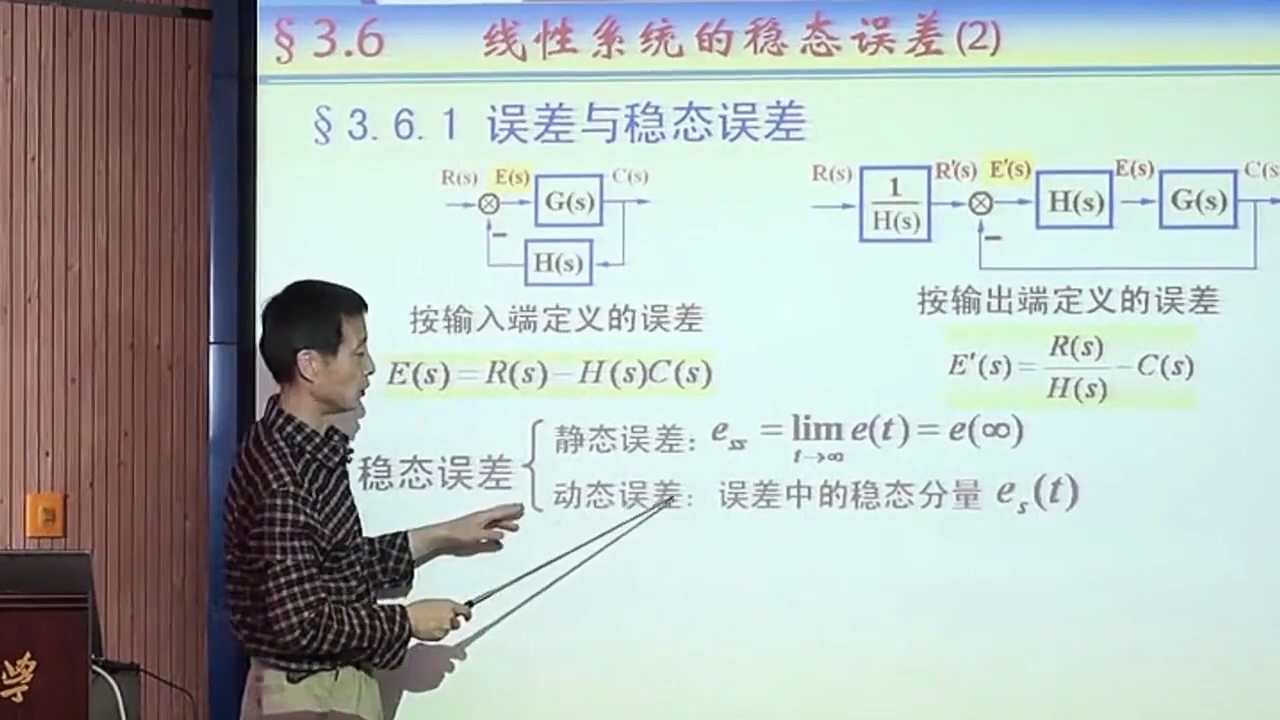 §3.6 线性系统的稳态误差(2)
§3.6.1 误差与稳态误差
R(s) E(s) G(s) C(s)
H(s)
R(s) 1/H(s) R'(s) E'(s) H(s) E(s) G(s) C(s
按输入端定义的误差
E(s)=R(s)-H(s)C(s)
按输出端定义的误差
E'(s)=R(s)/H(s)-C(s)
稳态误差
静态误差: e_ss = lim_{t→∞} e(t) = e(∞)
动态误差: 误差中的稳态分量 e_s(t)
学